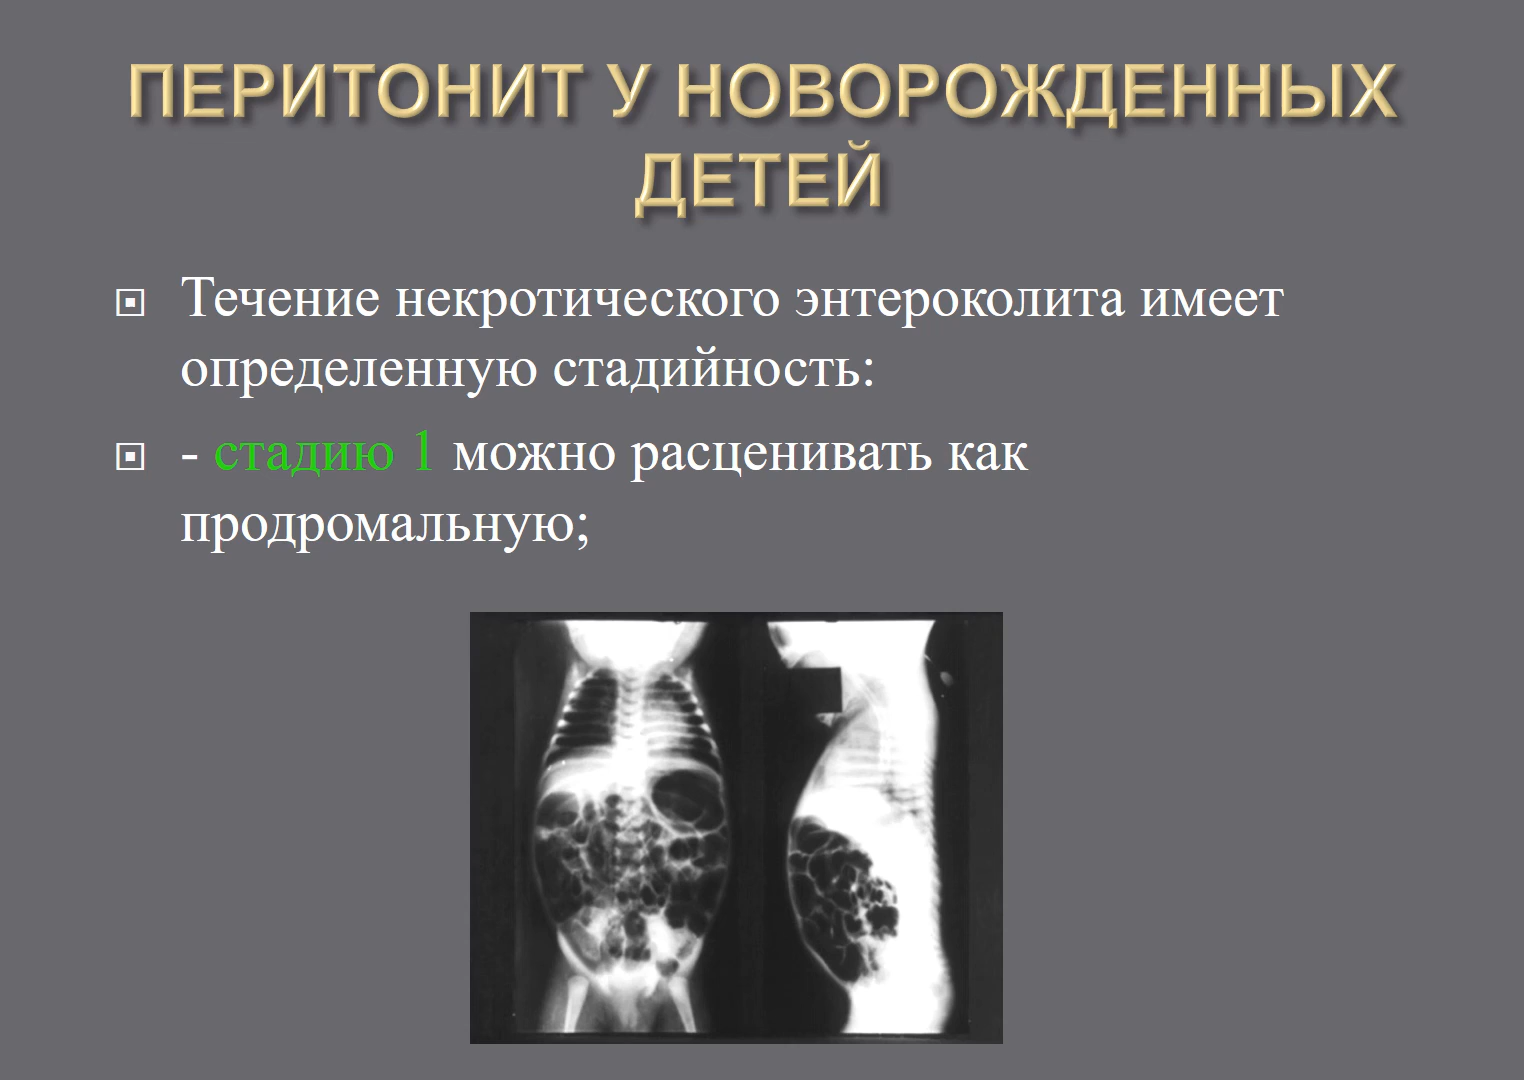 ПЕРИТОНИТ У НОВОРОЖДЕННЫХ
ДЕТЕЙ
Течение некротического энтероколита имеет
определенную стадийность:
- стадию 1 можно расценивать как
продромальную;